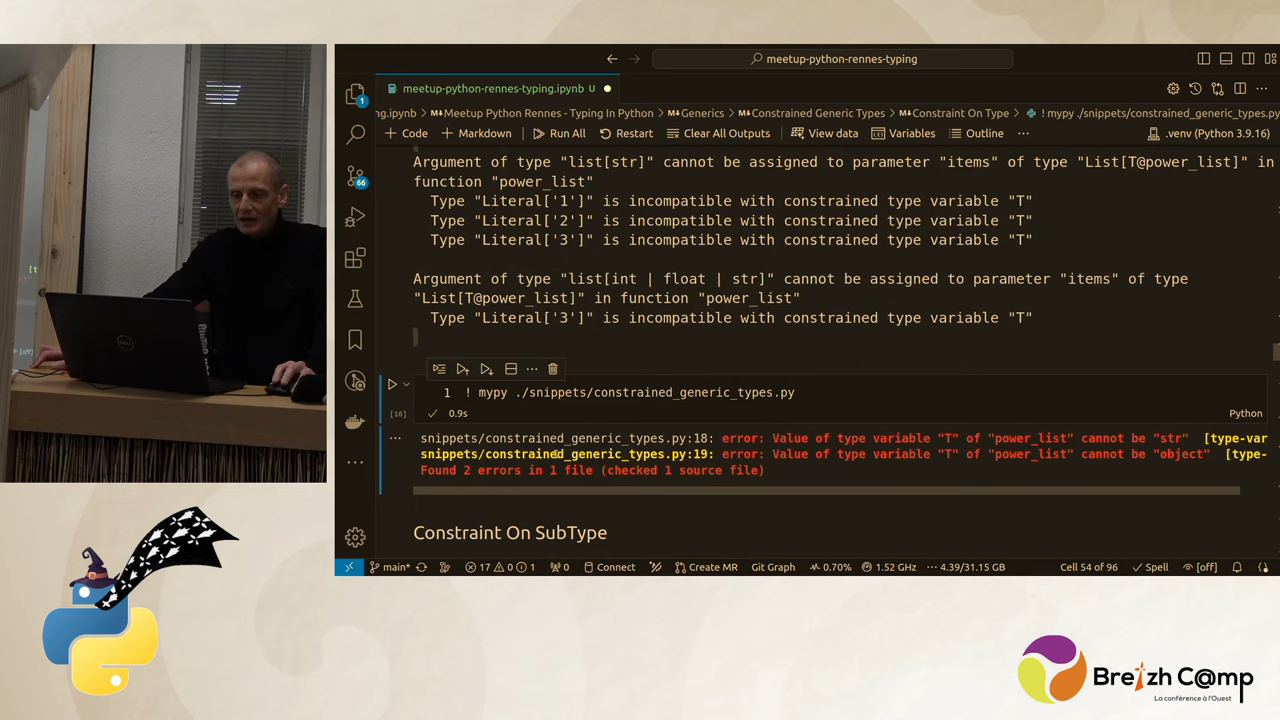 meetup-python-rennes-typing
meetup-python-rennes-typing.ipynb U
ng.ipynb > Meetup Python Rennes - Typing In Python > Generics > Constrained Generic Types > Constraint On Type > ! mypy ./snippets/constrained_generic_types.py
+ Code + Markdown Run All Restart Clear All Outputs View data Variables Outline ... .venv (Python 3.9.16)
Argument of type "list[str]" cannot be assigned to parameter "items" of type "List[T@power_list]" in
function "power_list"
Type "Literal['1']" is incompatible with constrained type variable "T"
Type "Literal['2']" is incompatible with constrained type variable "T"
Type "Literal['3']" is incompatible with constrained type variable "T"
Argument of type "list[int | float | str]" cannot be assigned to parameter "items" of type
"List[T@power_list]" in function "power_list"
Type "Literal['3']" is incompatible with constrained type variable "T"
1 ! mypy ./snippets/constrained_generic_types.py
[16] 0.9s Python
snippets/constrained_generic_types.py:18: error: Value of type variable "T" of "power_list" cannot be "str" [type-var
snippets/constrained_generic_types.py:19: error: Value of type variable "T" of "power_list" cannot be "object" [type-
Found 2 errors in 1 file (checked 1 source file)
Constraint On SubType
main* 17 0 1 0 Connect Create MR Git Graph 0.70% 1.52 GHz 4.39/31.15 GB Cell 54 of 96 Spell [off]
1
66
[t
[off]
DELL
Breizh C@mp
La conférence à l'Ouest